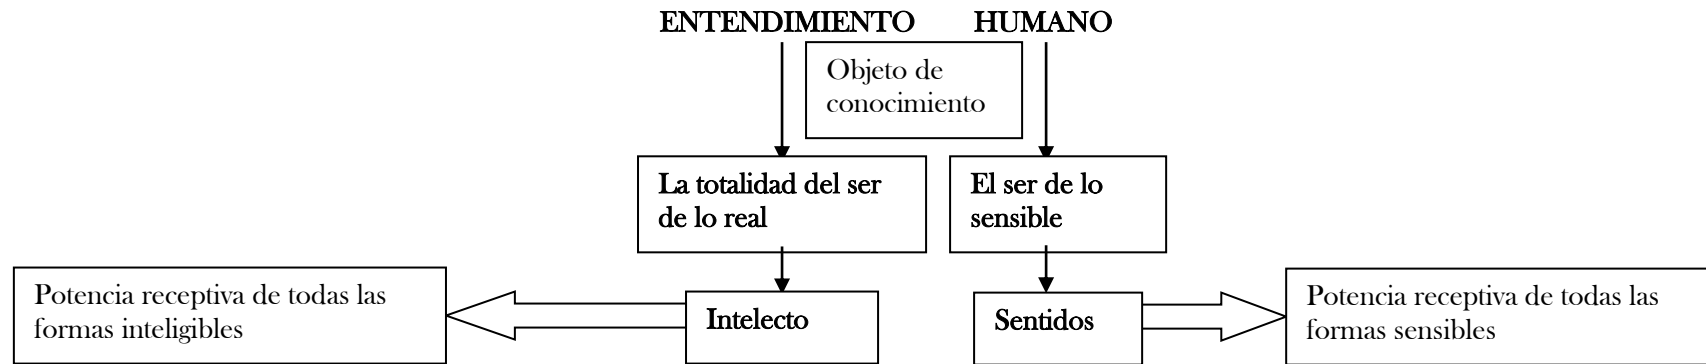 ENTENDIMIENTO HUMANO
Objeto de
conocimiento
La totalidad del ser
de lo real
El ser de lo
sensible
Potencia receptiva de todas las
formas inteligibles
Intelecto
Sentidos
Potencia receptiva de todas las
formas sensibles